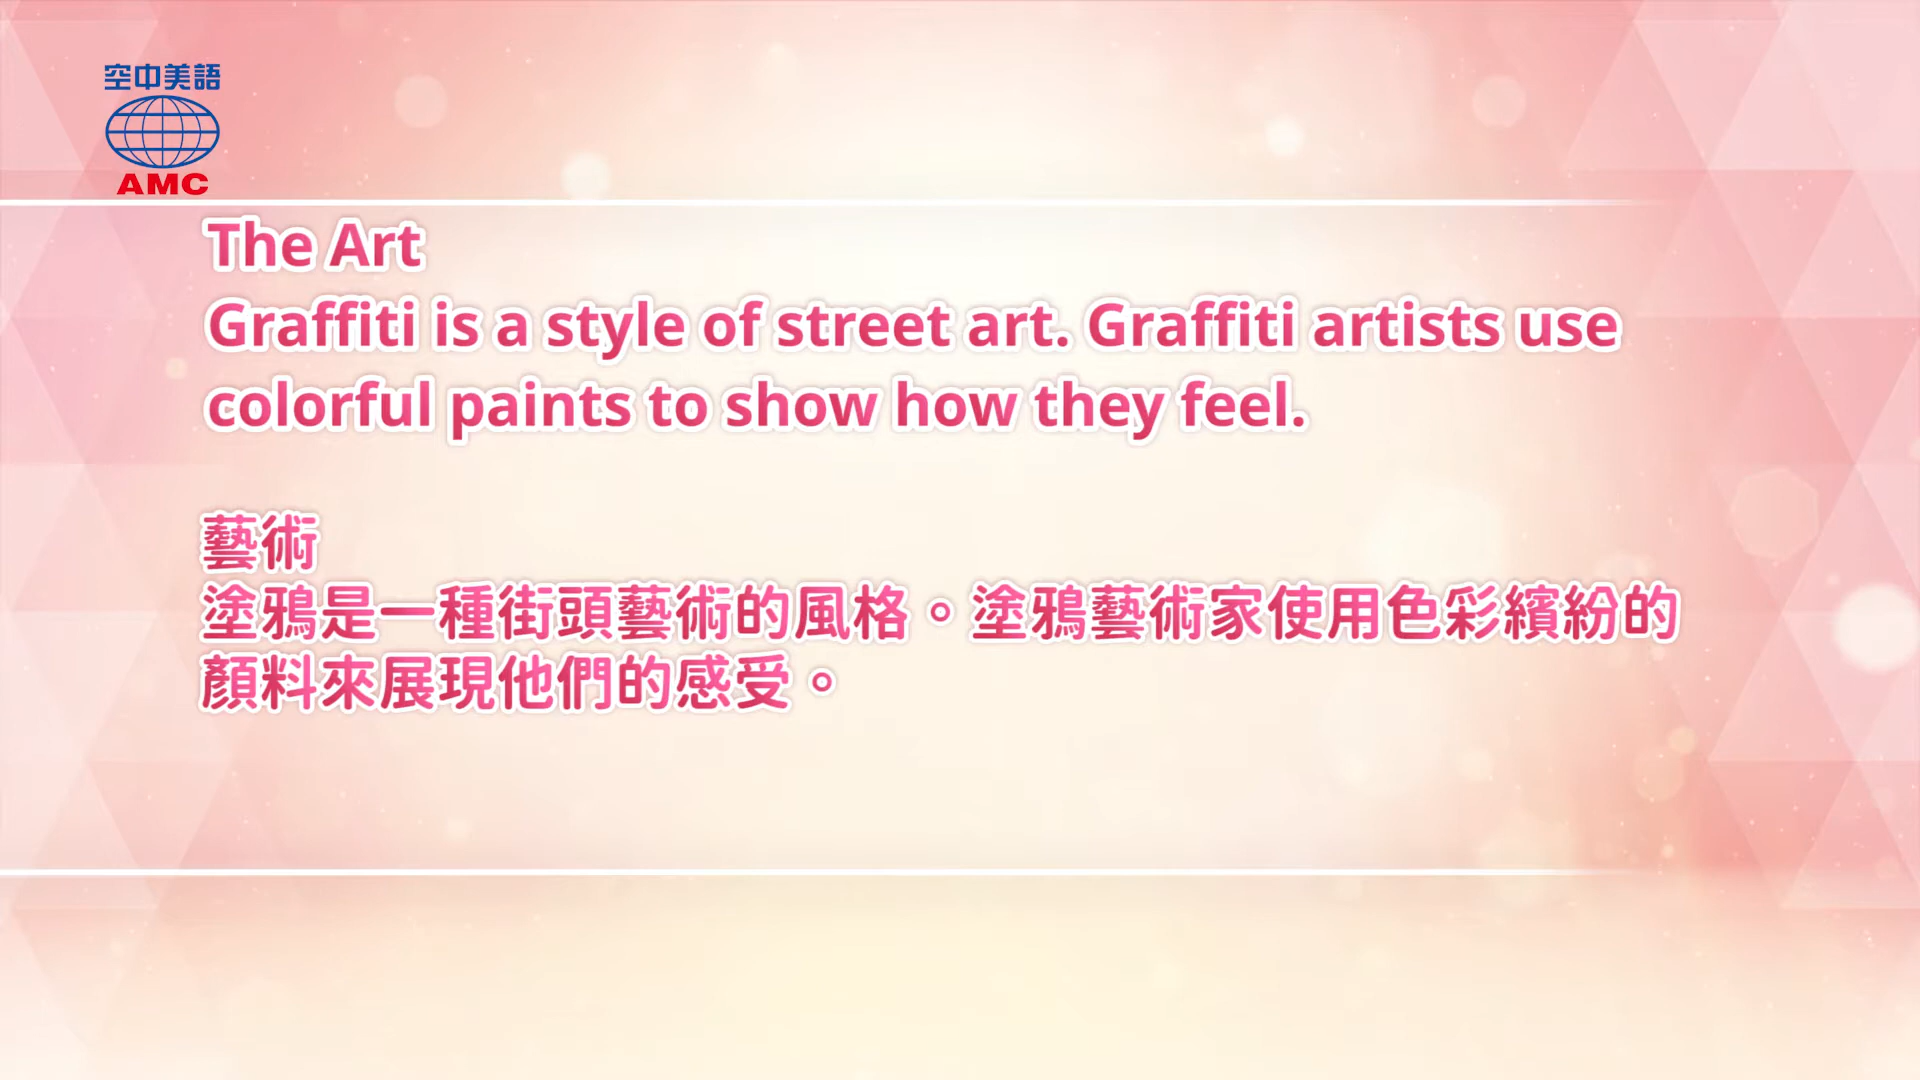 空中美語
AMC
The Art
Graffiti is a style of street art. Graffiti artists use
colorful paints to show how they feel.
藝術
塗鴉是一種街頭藝術的風格。塗鴉藝術家使用色彩繽紛的
顏料來展現他們的感受。